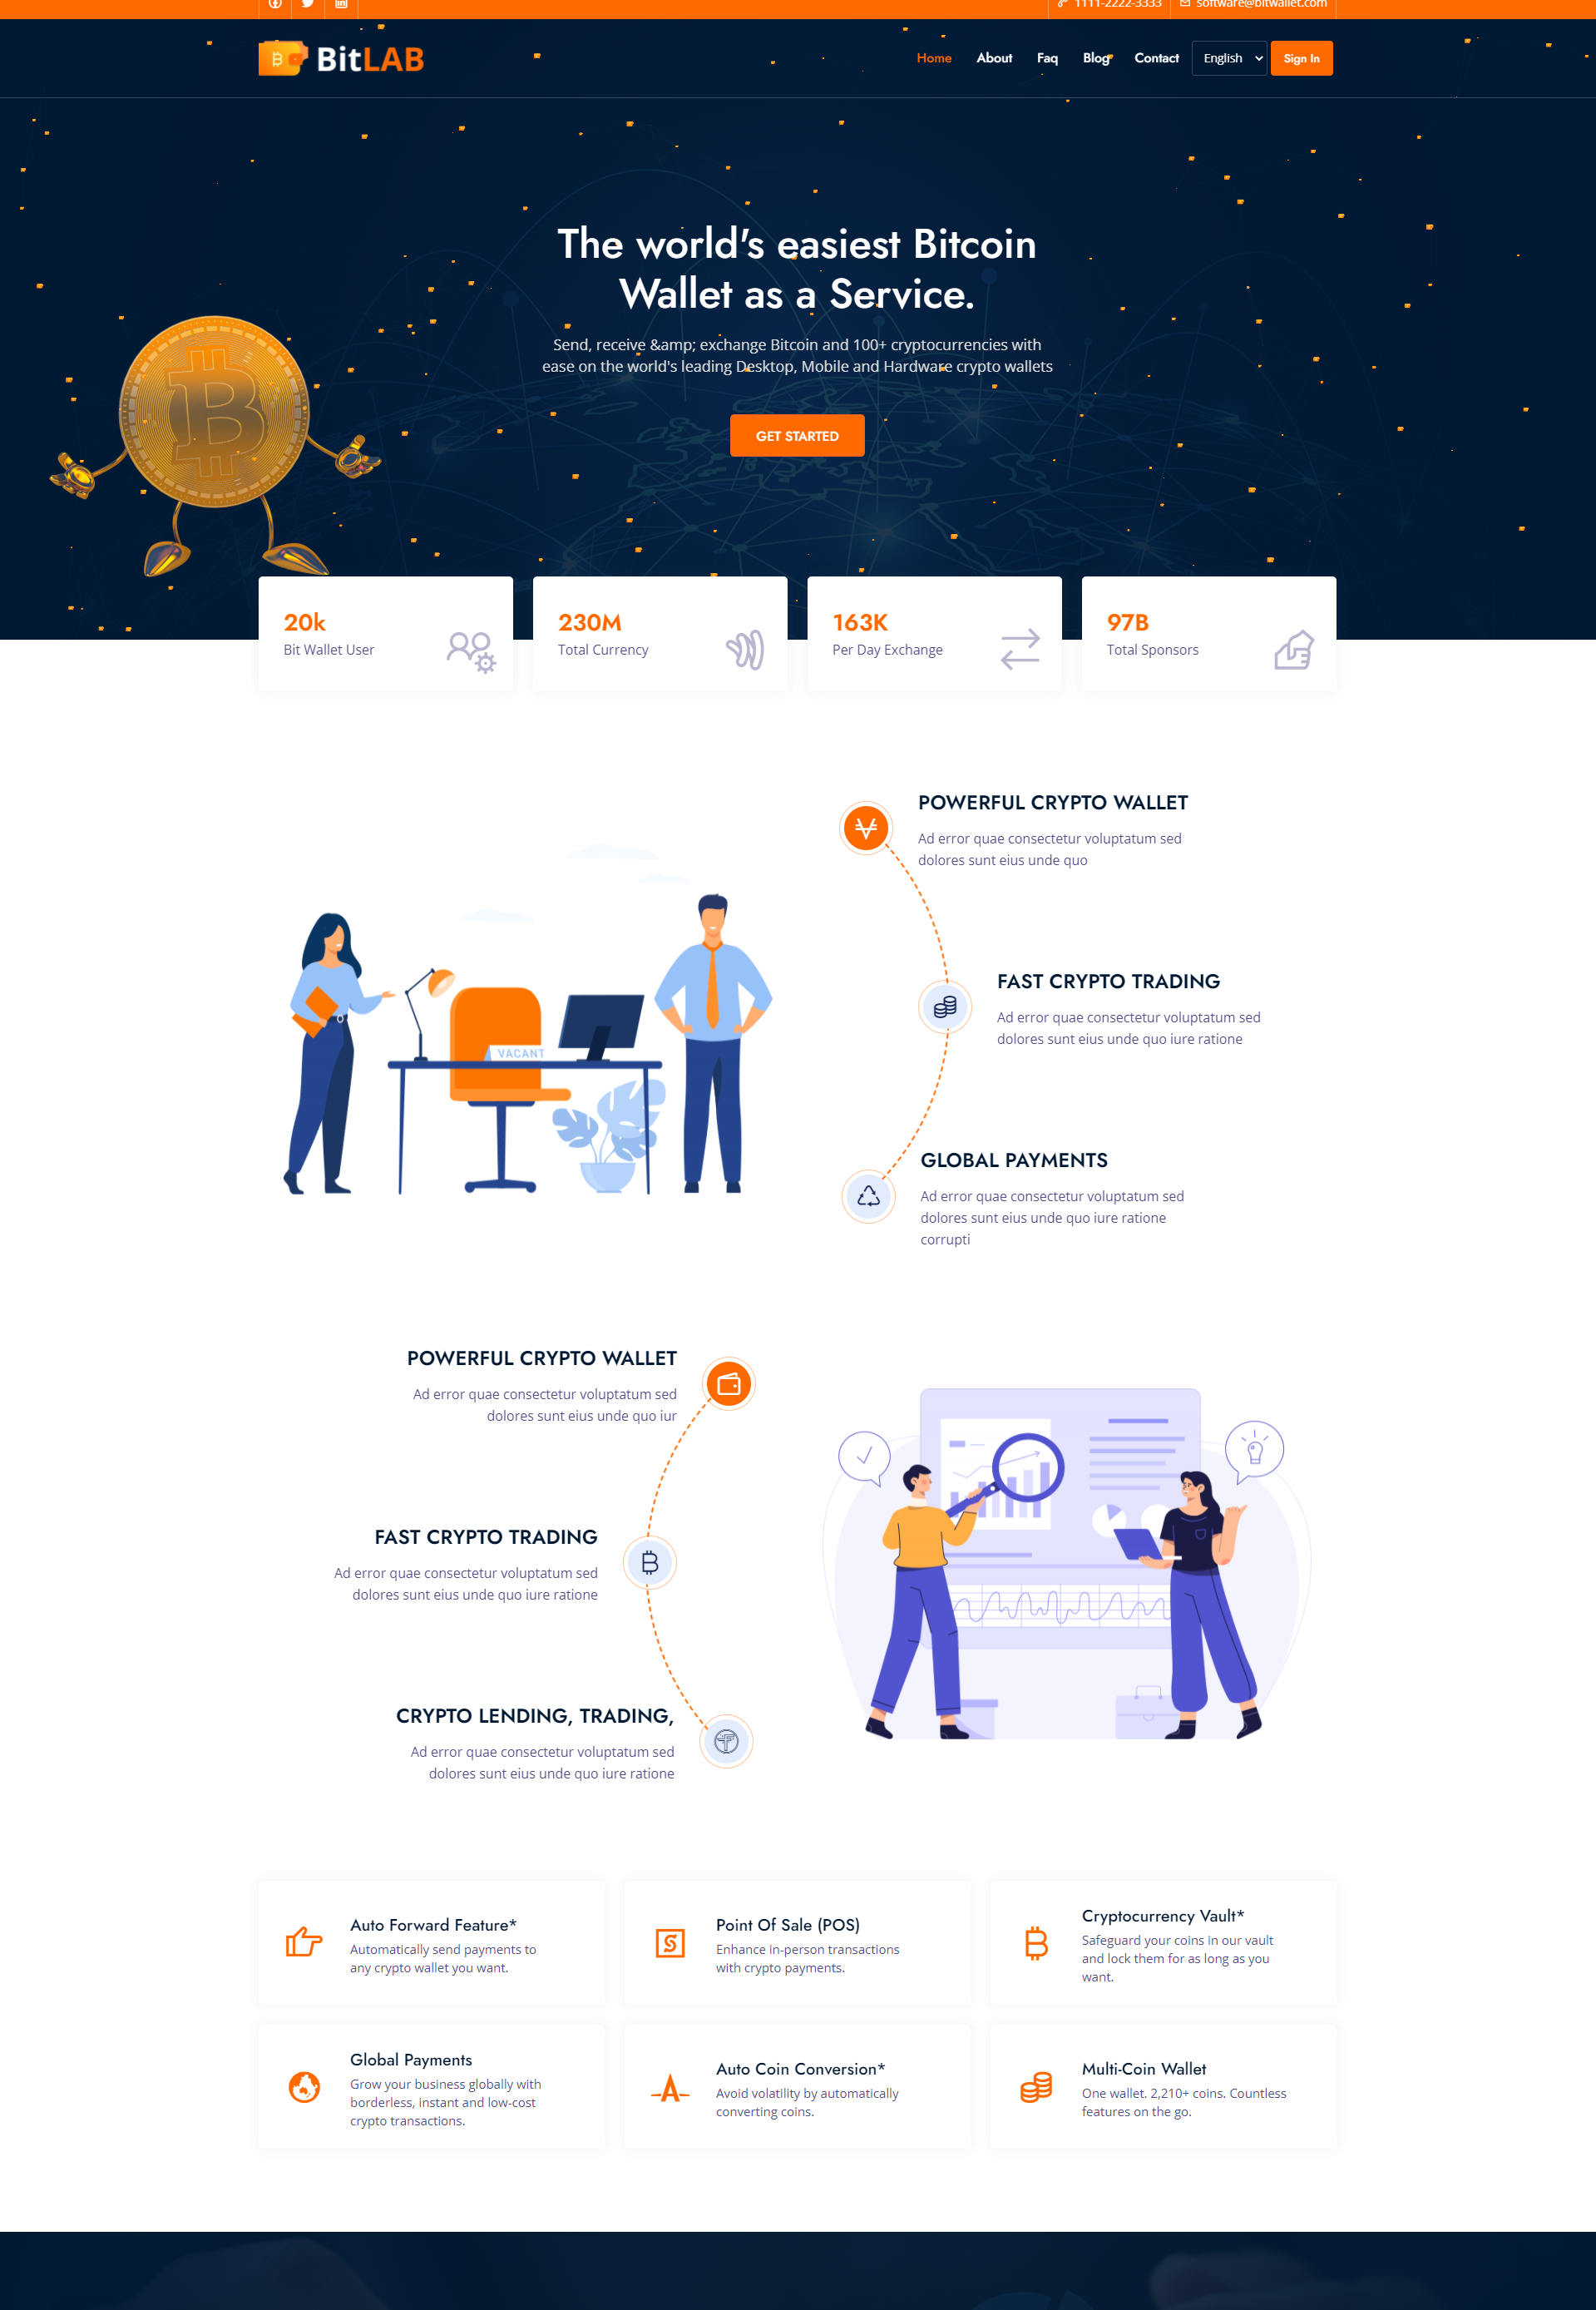 1111-2222-3333
software@bitwallet.com
BitLAB
Home
About
Faq
Blog
Contact
English
Sign In
The world's easiest Bitcoin
Wallet as a Service.
Send, receive &amp; exchange Bitcoin and 100+ cryptocurrencies with
ease on the world's leading Desktop, Mobile and Hardware crypto wallets
GET STARTED
20k
Bit Wallet User
230M
Total Currency
163K
Per Day Exchange
97B
Total Sponsors
POWERFUL CRYPTO WALLET
Ad error quae consectetur voluptatum sed
dolores sunt eius unde quo
FAST CRYPTO TRADING
Ad error quae consectetur voluptatum sed
dolores sunt eius unde quo iure ratione
VACANT
GLOBAL PAYMENTS
Ad error quae consectetur voluptatum sed
dolores sunt eius unde quo iure ratione
corrupti
POWERFUL CRYPTO WALLET
Ad error quae consectetur voluptatum sed
dolores sunt eius unde quo iur
FAST CRYPTO TRADING
Ad error quae consectetur voluptatum sed
dolores sunt eius unde quo iure ratione
CRYPTO LENDING, TRADING,
Ad error quae consectetur voluptatum sed
dolores sunt eius unde quo iure ratione
Auto Forward Feature*
Automatically send payments to
any crypto wallet you want.
Point Of Sale (POS)
Enhance in-person transactions
with crypto payments.
Cryptocurrency Vault*
Safeguard your coins in our vault
and lock them for as long as you
want.
Global Payments
Grow your business globally with
borderless, instant and low-cost
crypto transactions.
Auto Coin Conversion*
Avoid volatility by automatically
converting coins.
Multi-Coin Wallet
One wallet. 2,210+ coins. Countless
features on the go.